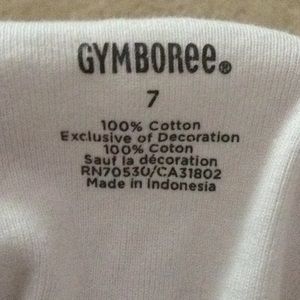 GYMBOREE®
7
100% Cotton
Exclusive of Decoration
100% Coton
Sauf la décoration
RN70530/CA31802
Made in Indonesia